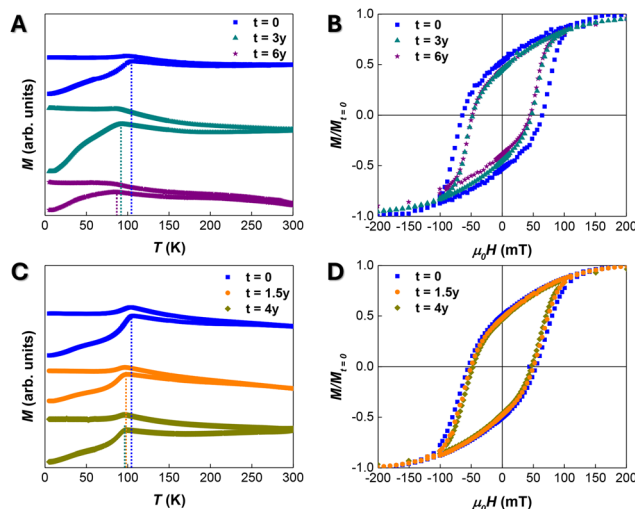 A
t = 0
t = 3y
t = 6y
M (arb. units)
0 50 100 150 200 250 300
T (K)
B
t = 0
t = 3y
t = 6y
M/M_{t = 0}
1.0
0.5
0.0
-0.5
-1.0
-200 -150 -100 -50 0 50 100 150 200
μ₀H (mT)
C
t = 0
t = 1.5y
t = 4y
M (arb. units)
0 50 100 150 200 250 300
T (K)
D
t = 0
t = 1.5y
t = 4y
M/M_{t = 0}
1.0
0.5
0.0
-0.5
-1.0
-200 -150 -100 -50 0 50 100 150 200
μ₀H (mT)